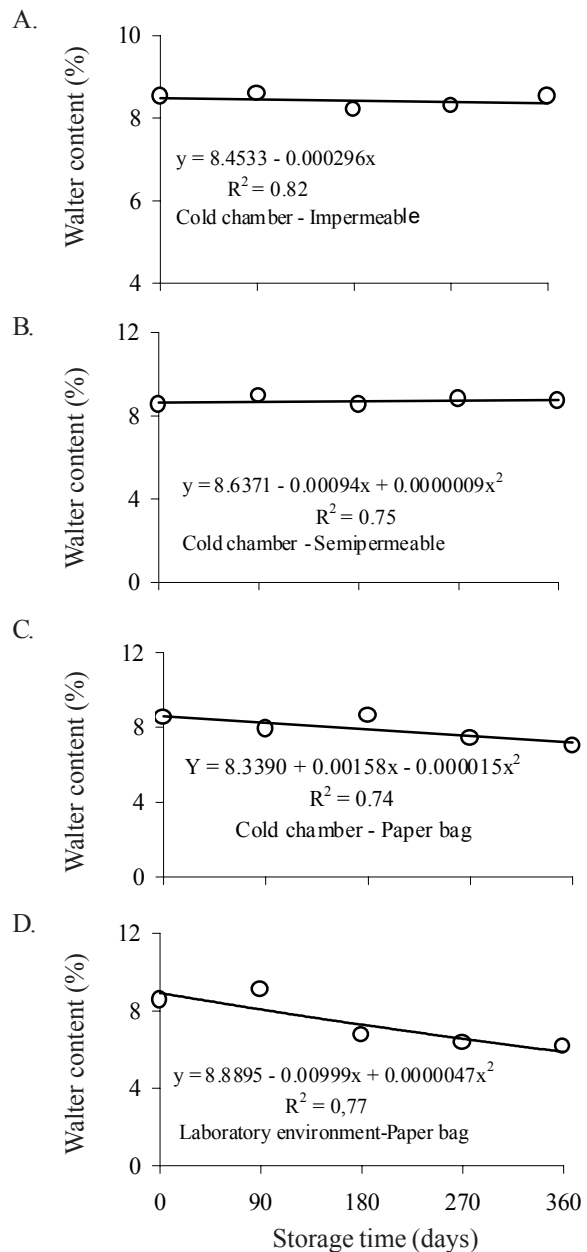 A.
Walter content (%)
10
8
6
4
y = 8.4533 - 0.000296x
R² = 0.82
Cold chamber - Impermeable
B.
Walter content (%)
12
8
4
0
y = 8.6371 - 0.00094x + 0.0000009x²
R² = 0.75
Cold chamber - Semipermeable
C.
Walter content (%)
12
8
4
0
Y = 8.3390 + 0.00158x - 0.000015x²
R² = 0.74
Cold chamber - Paper bag
D.
Walter content (%)
12
8
4
0
y = 8.8895 - 0.00999x + 0.0000047x²
R² = 0,77
Laboratory environment-Paper bag
0 90 180 270 360
Storage time (days)